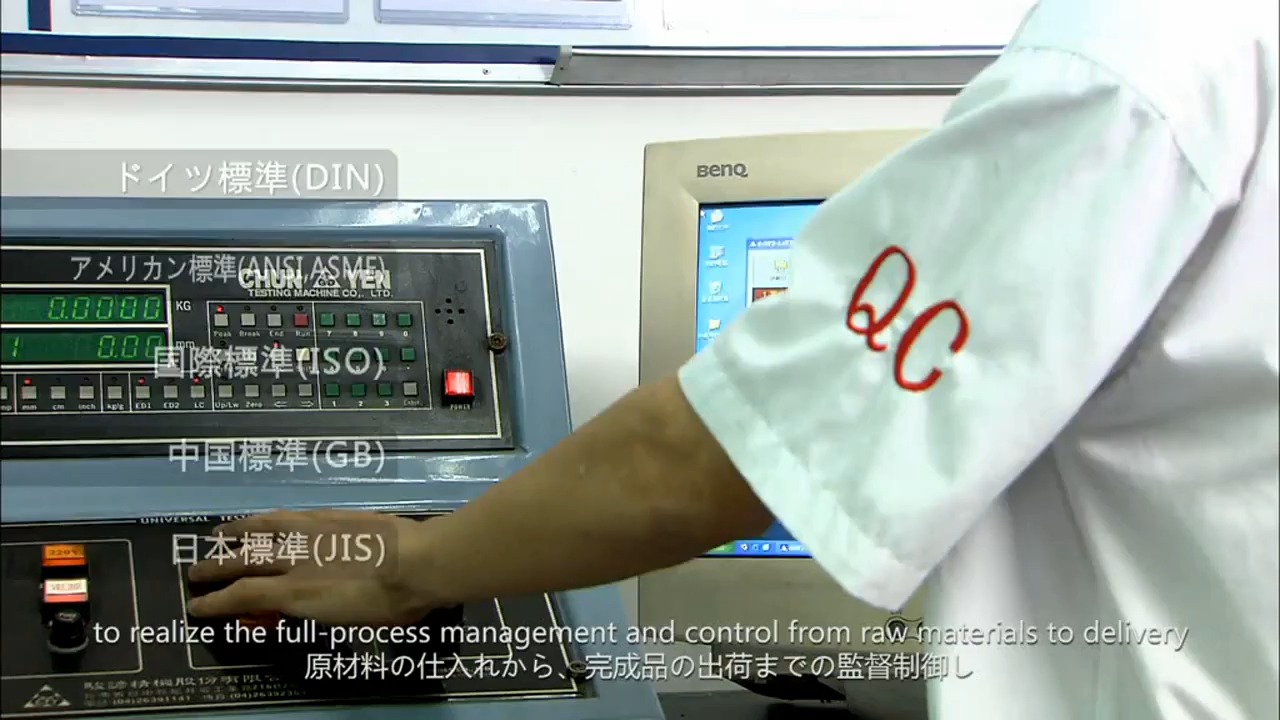 ドイツ標準(DIN)
BenQ
アメリカン標準(ANSI,ASME)
CHUN YEN
TESTING MACHINE CO., LTD.
0.0000 KG
Peak Break End Run 7 8 9 0
1 0.00 mm
国際標準(ISO)
QC
mm cm inch kg/g ED1 ED2 LC Up/Lw Zero 1 2 3 Enter
POWER
中国標準(GB)
UNIVERSAL
日本標準(JIS)
220V
to realize the full-process management and control from raw materials to delivery
原材料の仕入れから、完成品の出荷までの監督制御し